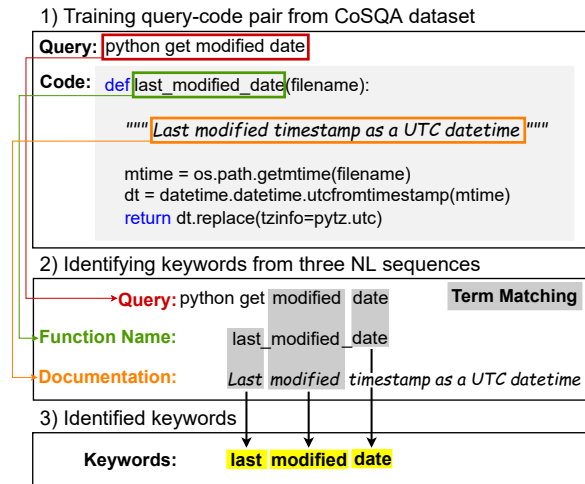 1) Training query-code pair from CoSQA dataset
Query: python get modified date
Code: def last_modified_date(filename):
""" Last modified timestamp as a UTC datetime """
mtime = os.path.getmtime(filename)
dt = datetime.datetime.utcfromtimestamp(mtime)
return dt.replace(tzinfo=pytz.utc)
2) Identifying keywords from three NL sequences
Query: python get modified date Term Matching
Function Name: last_modified_date
Documentation: Last modified timestamp as a UTC datetime
3) Identified keywords
Keywords: last modified date